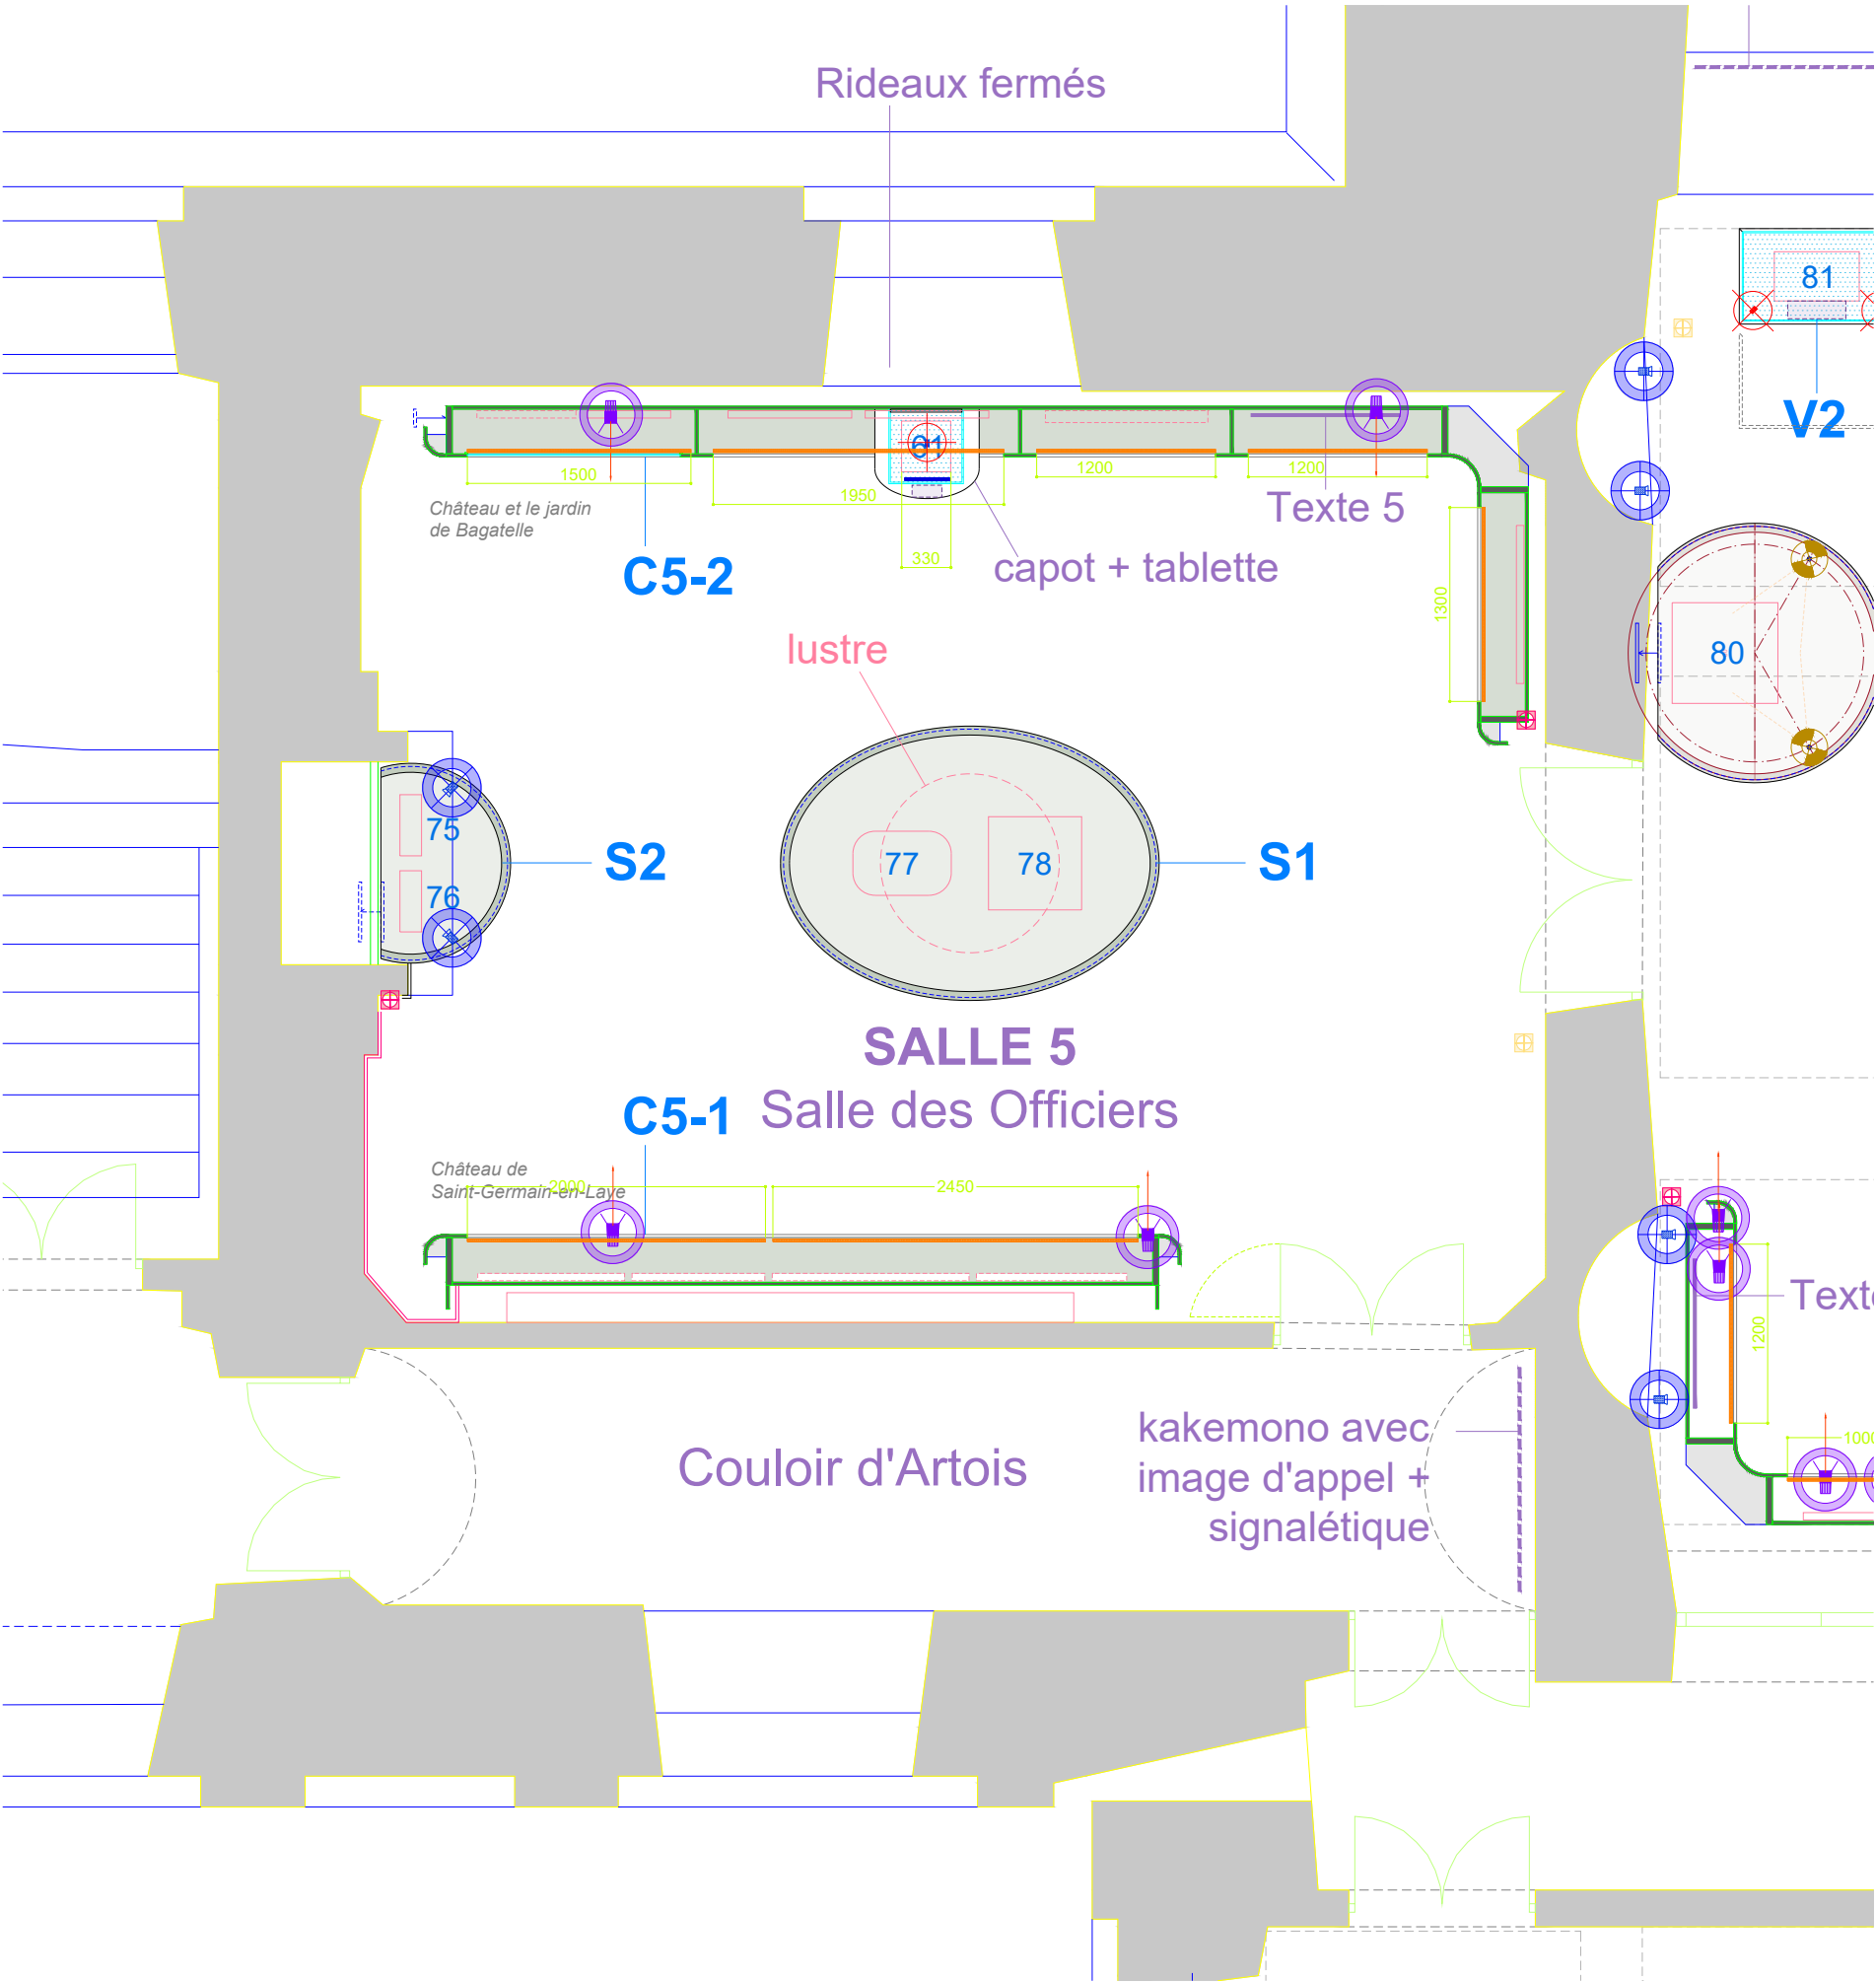 Rideaux fermés
81
V2
61
1500
1950
1200
1200
Château et le jardin
de Bagatelle
Texte 5
C5-2
330
capot + tablette
1300
lustre
80
75
76
S2
77
78
S1
SALLE 5
Salle des Officiers
C5-1
Château de
Saint-Germain-en-Laye
2000
2450
1200
Couloir d'Artois
kakemono avec
image d'appel +
signalétique